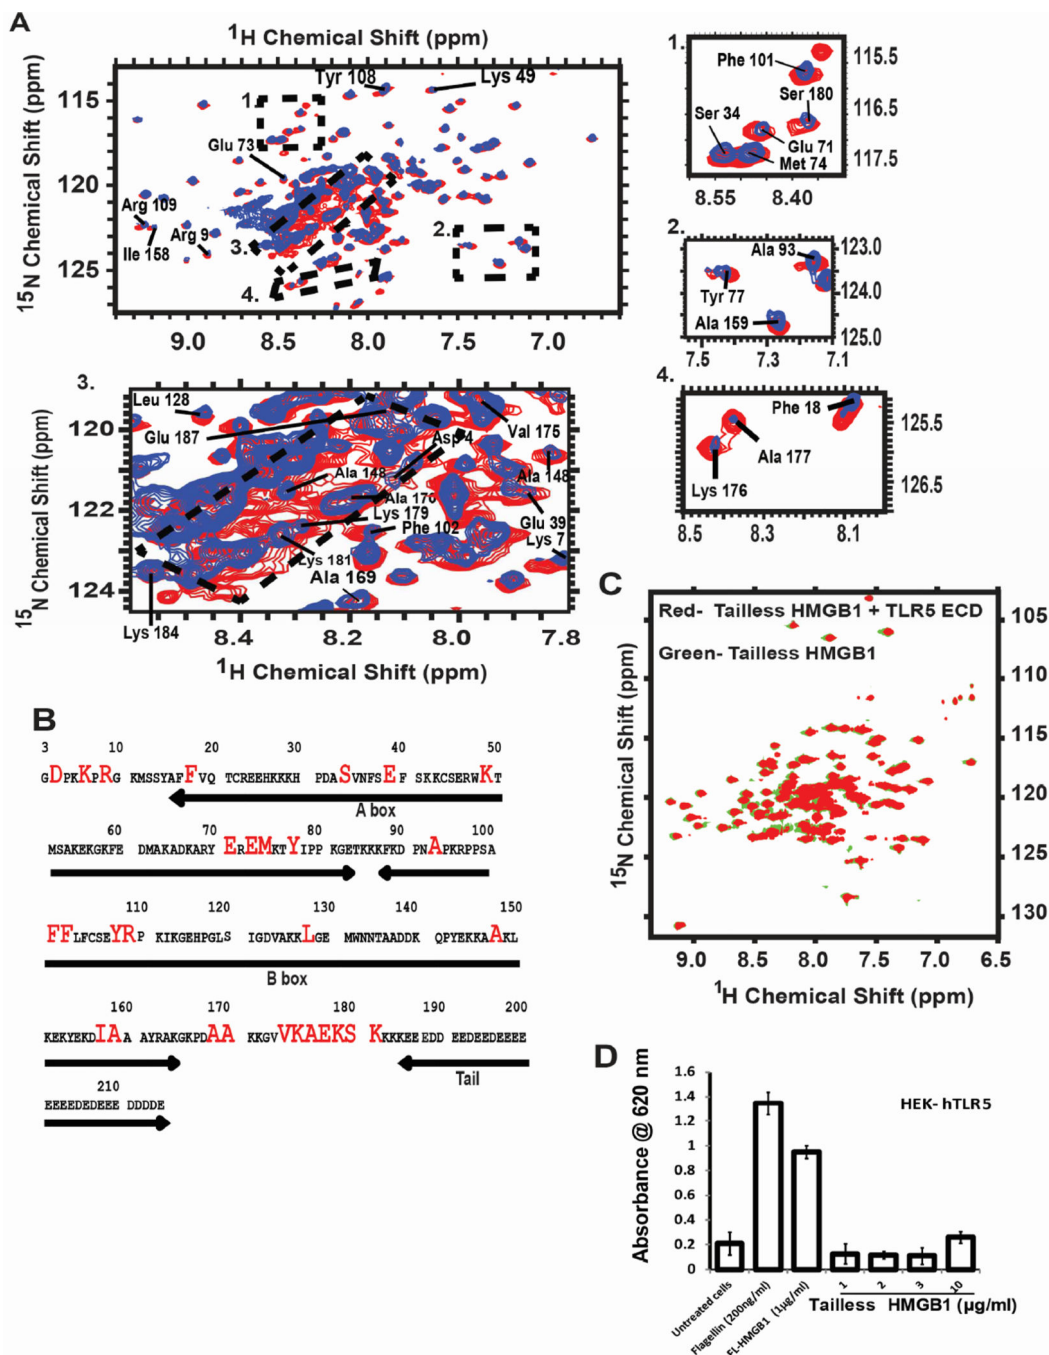 A
¹H Chemical Shift (ppm)
¹⁵N Chemical Shift (ppm)
115
120
125
9.0 8.5 8.0 7.5 7.0
Tyr 108
Lys 49
1.
Glu 73
Arg 109
Ile 158
Arg 9
3.
2.
4.
1.
Phe 101
Ser 180
Ser 34
Glu 71
Met 74
115.5
116.5
117.5
8.55 8.40
2.
Ala 93
Tyr 77
Ala 159
123.0
124.0
125.0
7.5 7.3 7.1
3.
¹⁵N Chemical Shift (ppm)
120
122
124
Leu 128
Glu 187
Asp 4
Val 175
Ala 148
Ala 148
Ala 170
Lys 179
Glu 39
Phe 102
Lys 7
Lys 181
Ala 169
Lys 184
8.4 8.2 8.0 7.8
¹H Chemical Shift (ppm)
4.
Phe 18
Ala 177
Lys 176
125.5
126.5
8.5 8.3 8.1
B
3 10 20 30 40 50
GDPKKPRG KMSSYAFFVQ TCREEHKKKH PDASVNFSEF SKKCSERWKT
A box
60 70 80 90 100
MSAKEKGKFE DMAKADKARY EREMKTYIPP KGETKKKFKD PNAPKRPPSA
110 120 130 140 150
FFLFCSEYRP KIKGEHPGLS IGDVAKKLGE MWNNTAADDK QPYEKKAAKL
B box
160 170 180 190 200
KEKYEKDIAA AYRAKGKPDAA KKGVVKAEKS KKKKEEEDD EEDEEDEEEE
Tail
210
EEEEDEDEEE DDDDE
C
Red- Tailless HMGB1 + TLR5 ECD
Green- Tailless HMGB1
105
110
115
120
125
130
¹⁵N Chemical Shift (ppm)
9.0 8.5 8.0 7.5 7.0 6.5
¹H Chemical Shift (ppm)
D
HEK- hTLR5
Absorbance @ 620 nm
1.6
1.4
1.2
1
0.8
0.6
0.4
0.2
0
Untreated cells
Flagellin (200ng/ml)
FL-HMGB1 (1µg/ml)
1 2 3 10
Tailless HMGB1 (µg/ml)